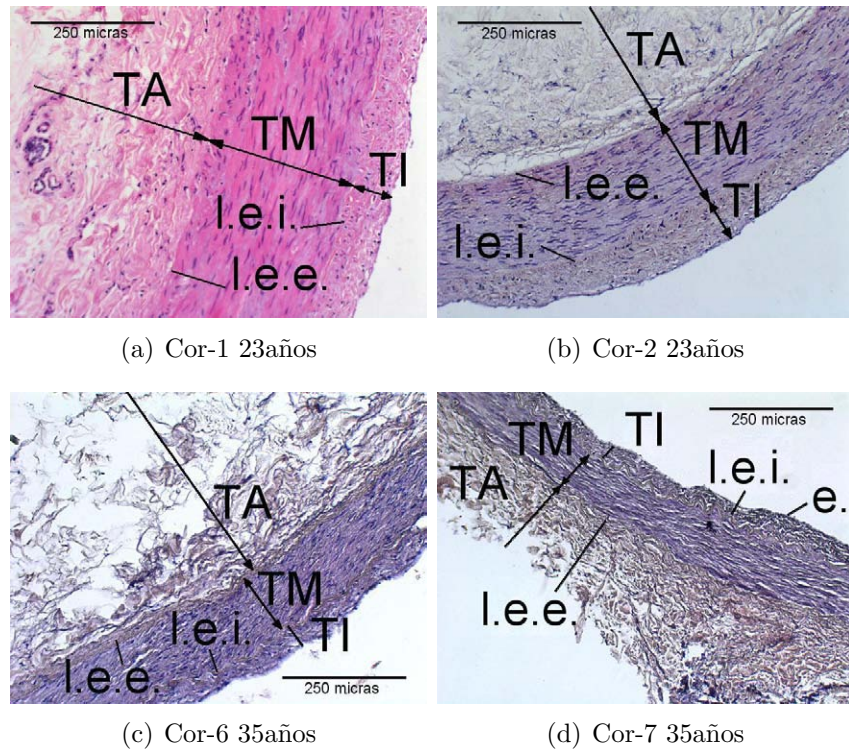 250 micras
TA
TM
TI
l.e.i.
l.e.e.
(a) Cor-1 23años
250 micras
TA
TM
l.e.e.
TI
l.e.i.
(b) Cor-2 23años
TA
TM
l.e.i.
TI
l.e.e.
250 micras
(c) Cor-6 35años
250 micras
TM
TI
TA
l.e.i.
e.
l.e.e.
(d) Cor-7 35años